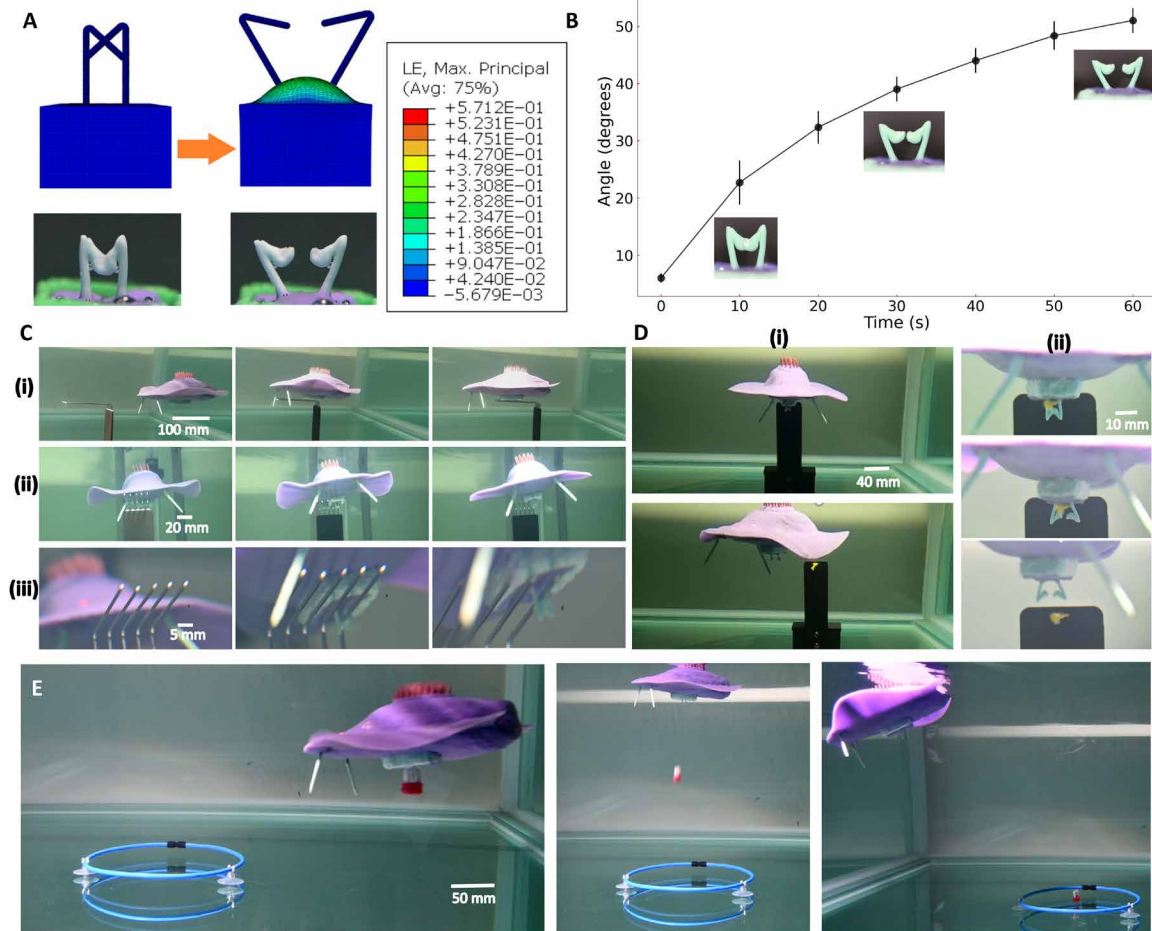 A
LE, Max. Principal
(Avg: 75%)
+5.712E-01
+5.231E-01
+4.751E-01
+4.270E-01
+3.789E-01
+3.308E-01
+2.828E-01
+2.347E-01
+1.866E-01
+1.385E-01
+9.047E-02
+4.240E-02
-5.679E-03
B
Angle (degrees)
50
40
30
20
10
0
10
20
30
40
50
60
Time (s)
C
(i)
100 mm
(ii)
20 mm
(iii)
5 mm
D
(i)
40 mm
(ii)
10 mm
E
50 mm